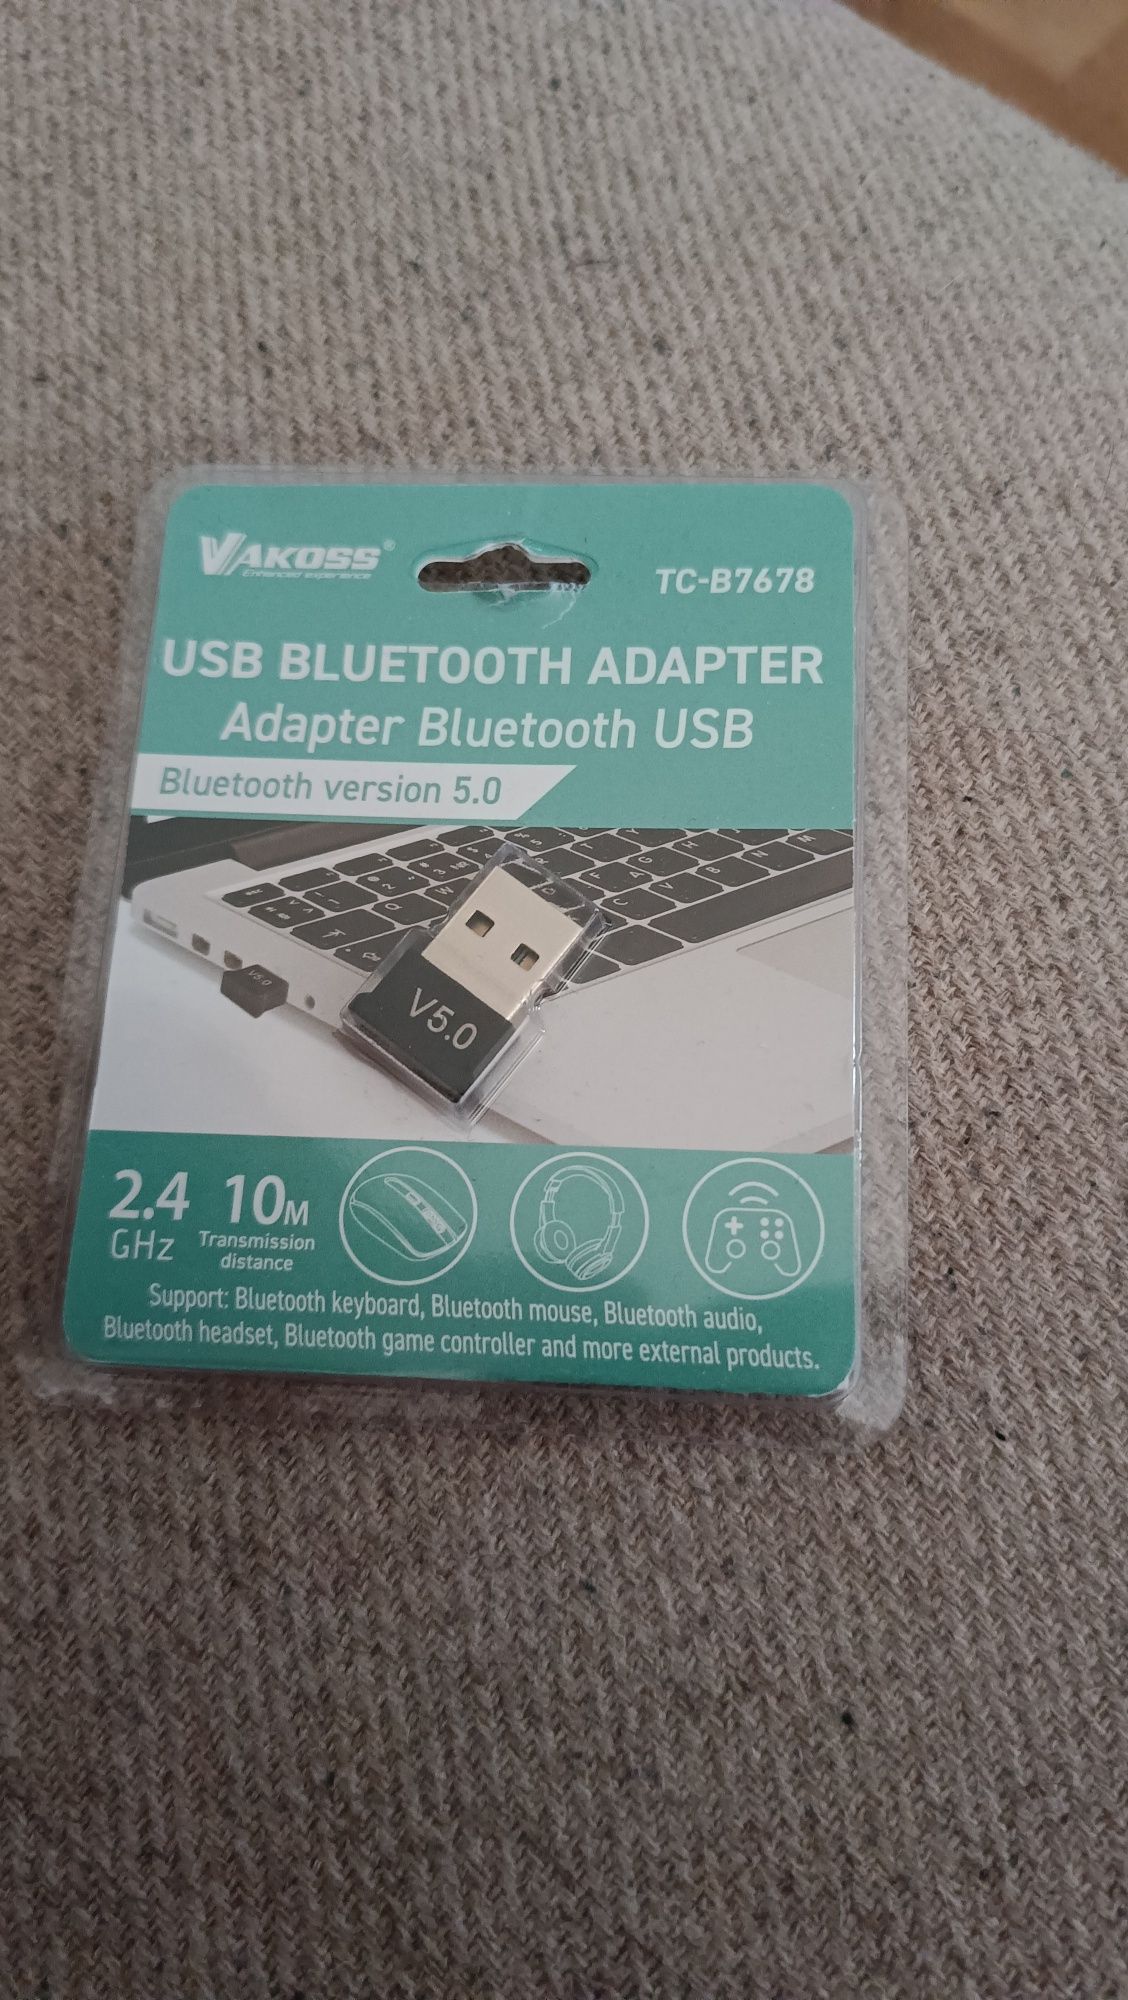 VAKOSS®
Enhanced experience
TC-B7678
USB BLUETOOTH ADAPTER
Adapter Bluetooth USB
Bluetooth version 5.0
V5.0
V5.0
2.4 GHz
10M
Transmission
distance
Support: Bluetooth keyboard, Bluetooth mouse, Bluetooth audio,
Bluetooth headset, Bluetooth game controller and more external products.